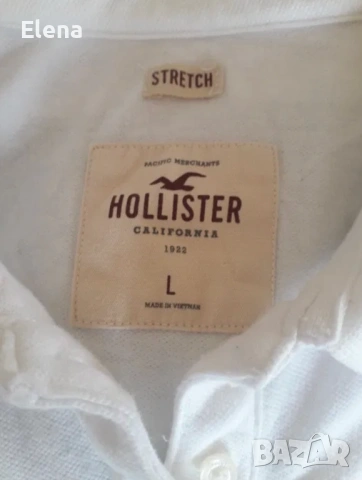 Elena
STRETCH
PACIFIC MERCHANTS
HOLLISTER
CALIFORNIA
1922
L
MADE IN VIETNAM
BAZAR